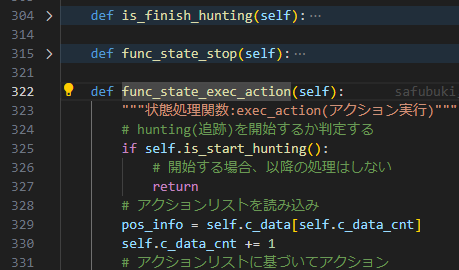 304 > def is_finish_hunting(self):…
314
315 > def func_state_stop(self):…
321
322 def func_state_exec_action(self): safubuki
323 """状態処理関数:exec_action(アクション実行)"""
324 # hunting(追跡)を開始するか判定する
325 if self.is_start_hunting():
326 # 開始する場合、以降の処理はしない
327 return
328 # アクションリストを読み込み
329 pos_info = self.c_data[self.c_data_cnt]
330 self.c_data_cnt += 1
331 # アクションリストに基づいてアクション